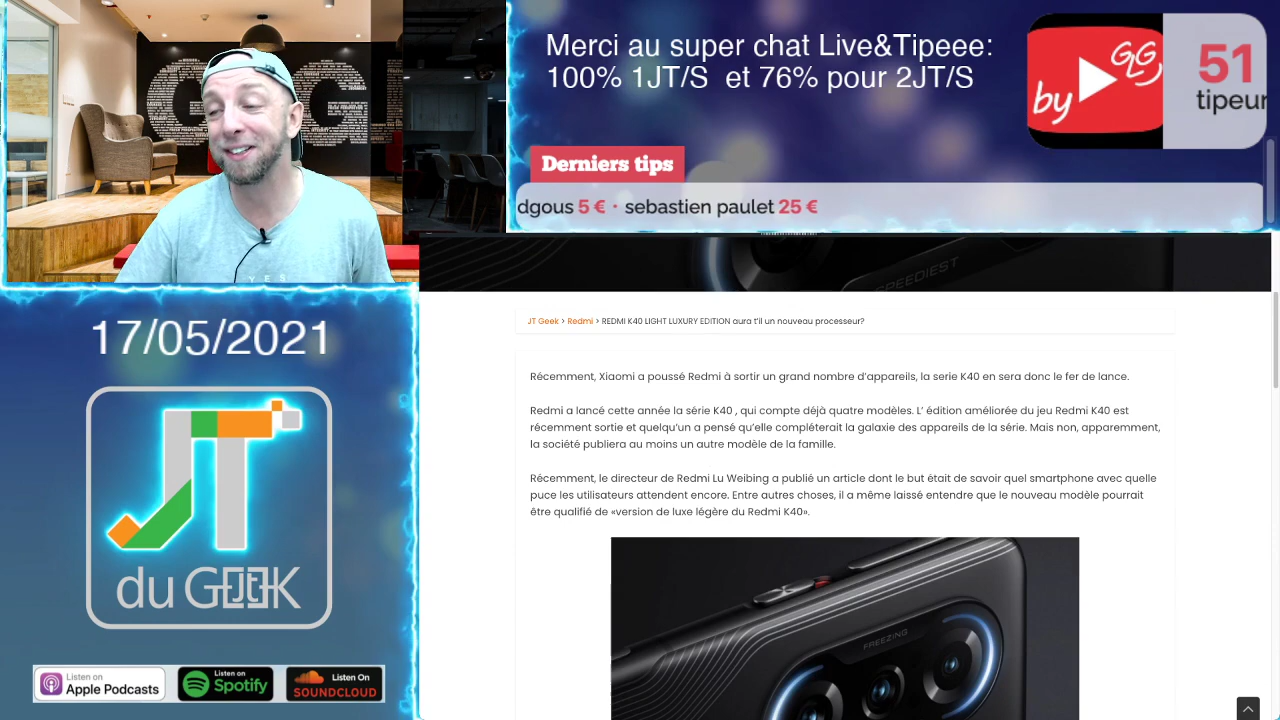 Merci au super chat Live&Tipeee:
100% 1JT/S et 76% pour 2JT/S
by
GG
51
tipeur
Derniers tips
dgous 5 € • sebastien paulet 25 €
YES
17/05/2021
JT
du GEEK
Listen on
Apple Podcasts
Listen on
Spotify
Listen On
SOUNDCLOUD
SPEEDIEST
JT Geek > Redmi > REDMI K40 LIGHT LUXURY EDITION aura t'il un nouveau processeur?
Récemment, Xiaomi a poussé Redmi à sortir un grand nombre d'appareils, la serie K40 en sera donc le fer de lance.
Redmi a lancé cette année la série K40 , qui compte déjà quatre modèles. L' édition améliorée du jeu Redmi K40 est
récemment sortie et quelqu'un a pensé qu'elle compléterait la galaxie des appareils de la série. Mais non, apparemment,
la société publiera au moins un autre modèle de la famille.
Récemment, le directeur de Redmi Lu Weibing a publié un article dont le but était de savoir quel smartphone avec quelle
puce les utilisateurs attendent encore. Entre autres choses, il a même laissé entendre que le nouveau modèle pourrait
être qualifié de «version de luxe légère du Redmi K40».
FREEZING